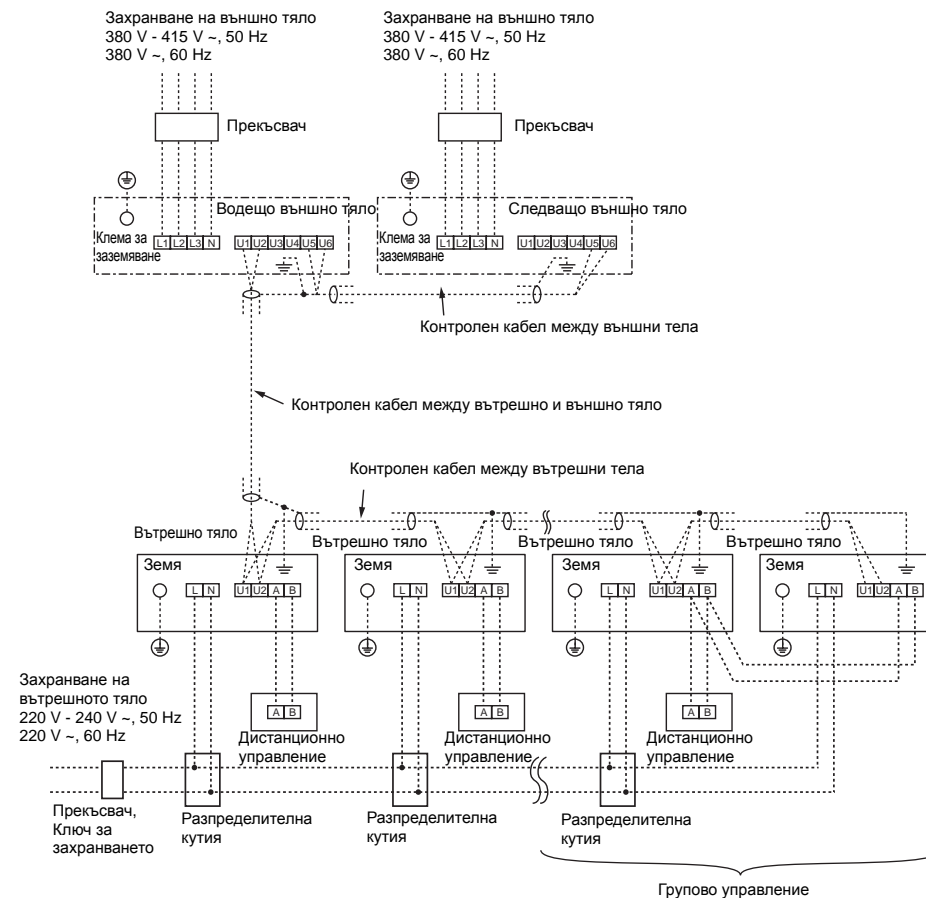 Захранване на външно тяло
380 V - 415 V ~, 50 Hz
380 V ~, 60 Hz
Захранване на външно тяло
380 V - 415 V ~, 50 Hz
380 V ~, 60 Hz
Прекъсвач
Прекъсвач
Водещо външно тяло
Следващо външно тяло
Клема за
заземяване
L1 L2 L3 N
U1 U2 U3 U4 U5 U6
Клема за
заземяване
L1 L2 L3 N
U1 U2 U3 U4 U5 U6
Контролен кабел между външни тела
Контролен кабел между вътрешно и външно тяло
Контролен кабел между вътрешни тела
Вътрешно тяло
Вътрешно тяло
Вътрешно тяло
Вътрешно тяло
Земя
Земя
Земя
Земя
L N
U1 U2 A B
L N
U1 U2 A B
L N
U1 U2 A B
L N
U1 U2 A B
Захранване на
вътрешното тяло
220 V - 240 V ~, 50 Hz
220 V ~, 60 Hz
A B
A B
A B
Дистанционно
управление
Дистанционно
управление
Дистанционно
управление
Прекъсвач,
Ключ за
захранването
Разпределителна
кутия
Разпределителна
кутия
Разпределителна
кутия
Групово управление